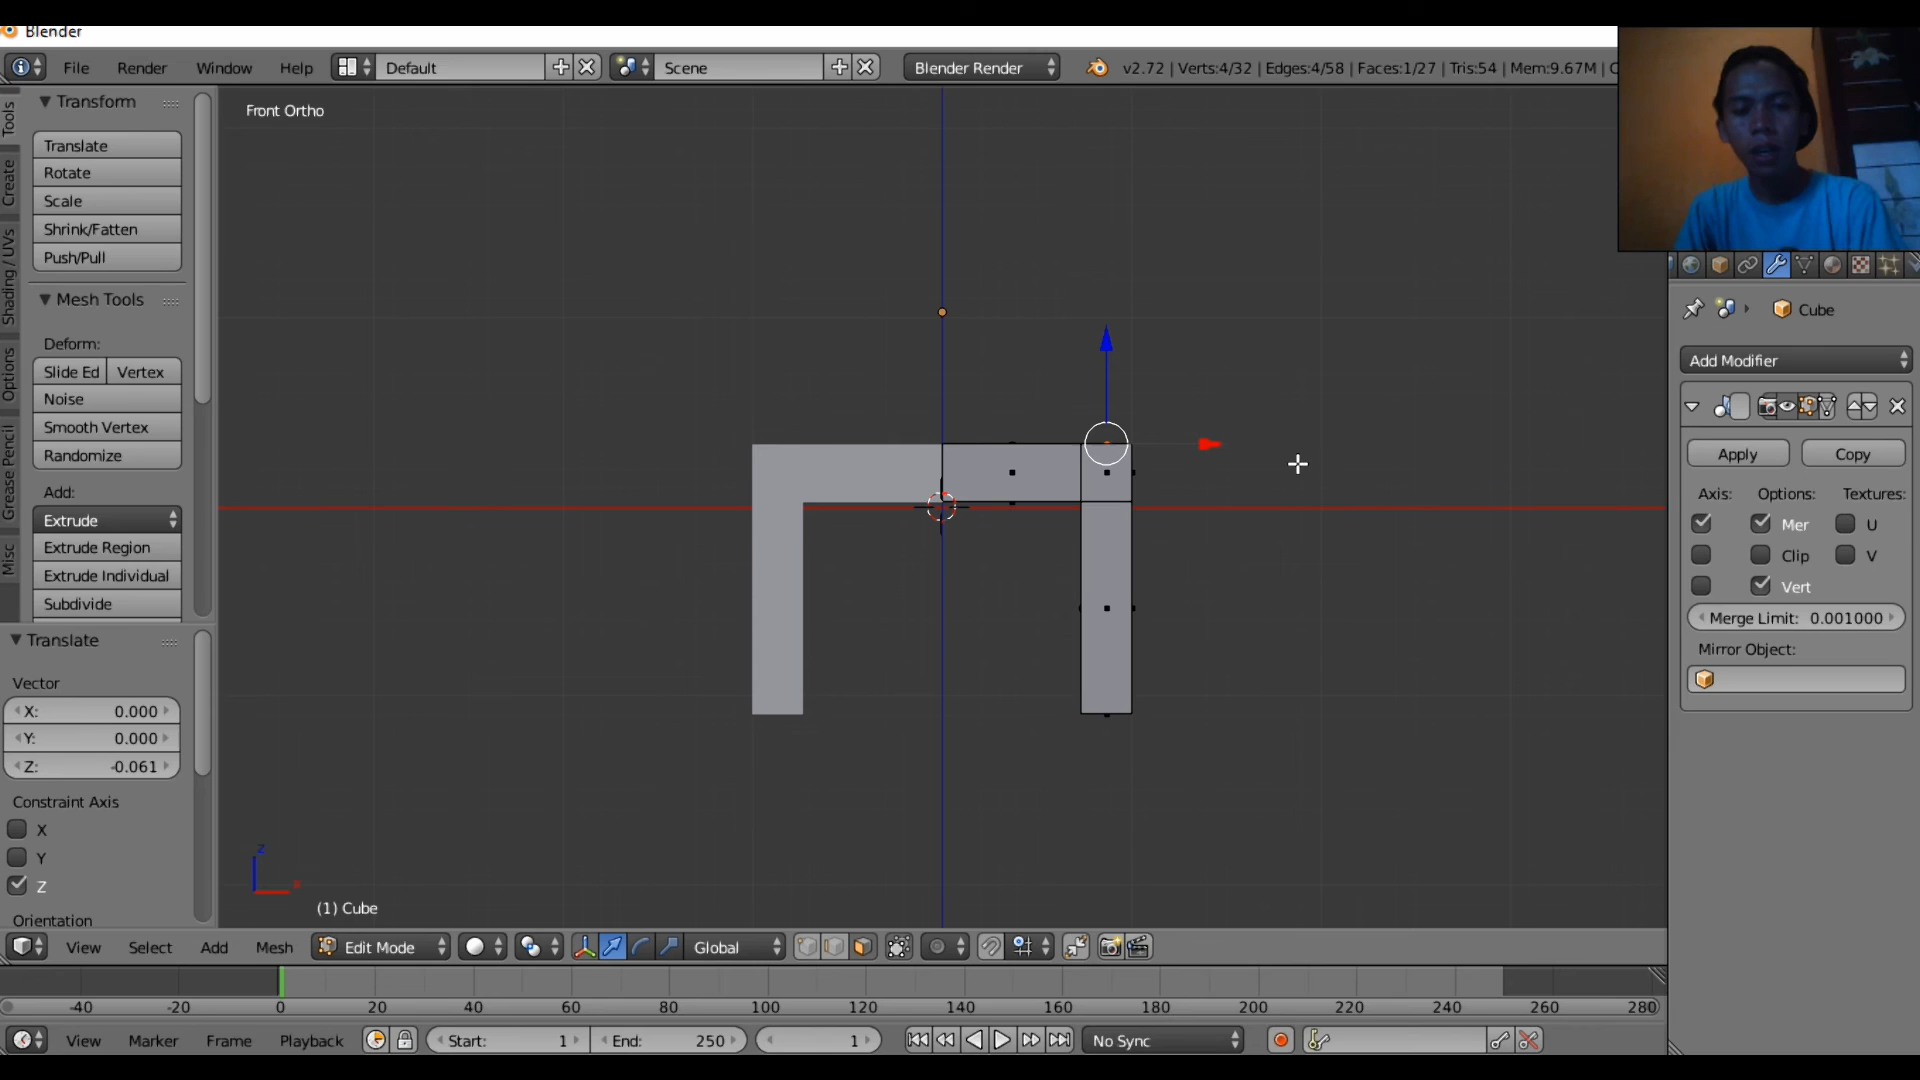 Blender
File Render Window Help Default Scene Blender Render v2.72 | Verts:4/32 | Edges:4/58 | Faces:1/27 | Tris:54 | Mem:9.67M |
Tools
Create
Shading / UVs
Options
Grease Pencil
Misc
Transform
Translate
Rotate
Scale
Shrink/Fatten
Push/Pull
Mesh Tools
Deform:
Slide Ed Vertex
Noise
Smooth Vertex
Randomize
Add:
Extrude
Extrude Region
Extrude Individual
Subdivide
Translate
Vector
X: 0.000
Y: 0.000
Z: -0.061
Constraint Axis
X
Y
Z
Orientation
Front Ortho
z
x
(1) Cube
Cube
Add Modifier
Apply Copy
Axis: Options: Textures:
Mer U
Clip V
Vert
Merge Limit: 0.001000
Mirror Object:
View Select Add Mesh Edit Mode Global
-40 -20 0 20 40 60 80 100 120 140 160 180 200 220 240 260 280
View Marker Frame Playback Start: 1 End: 250 1 No Sync